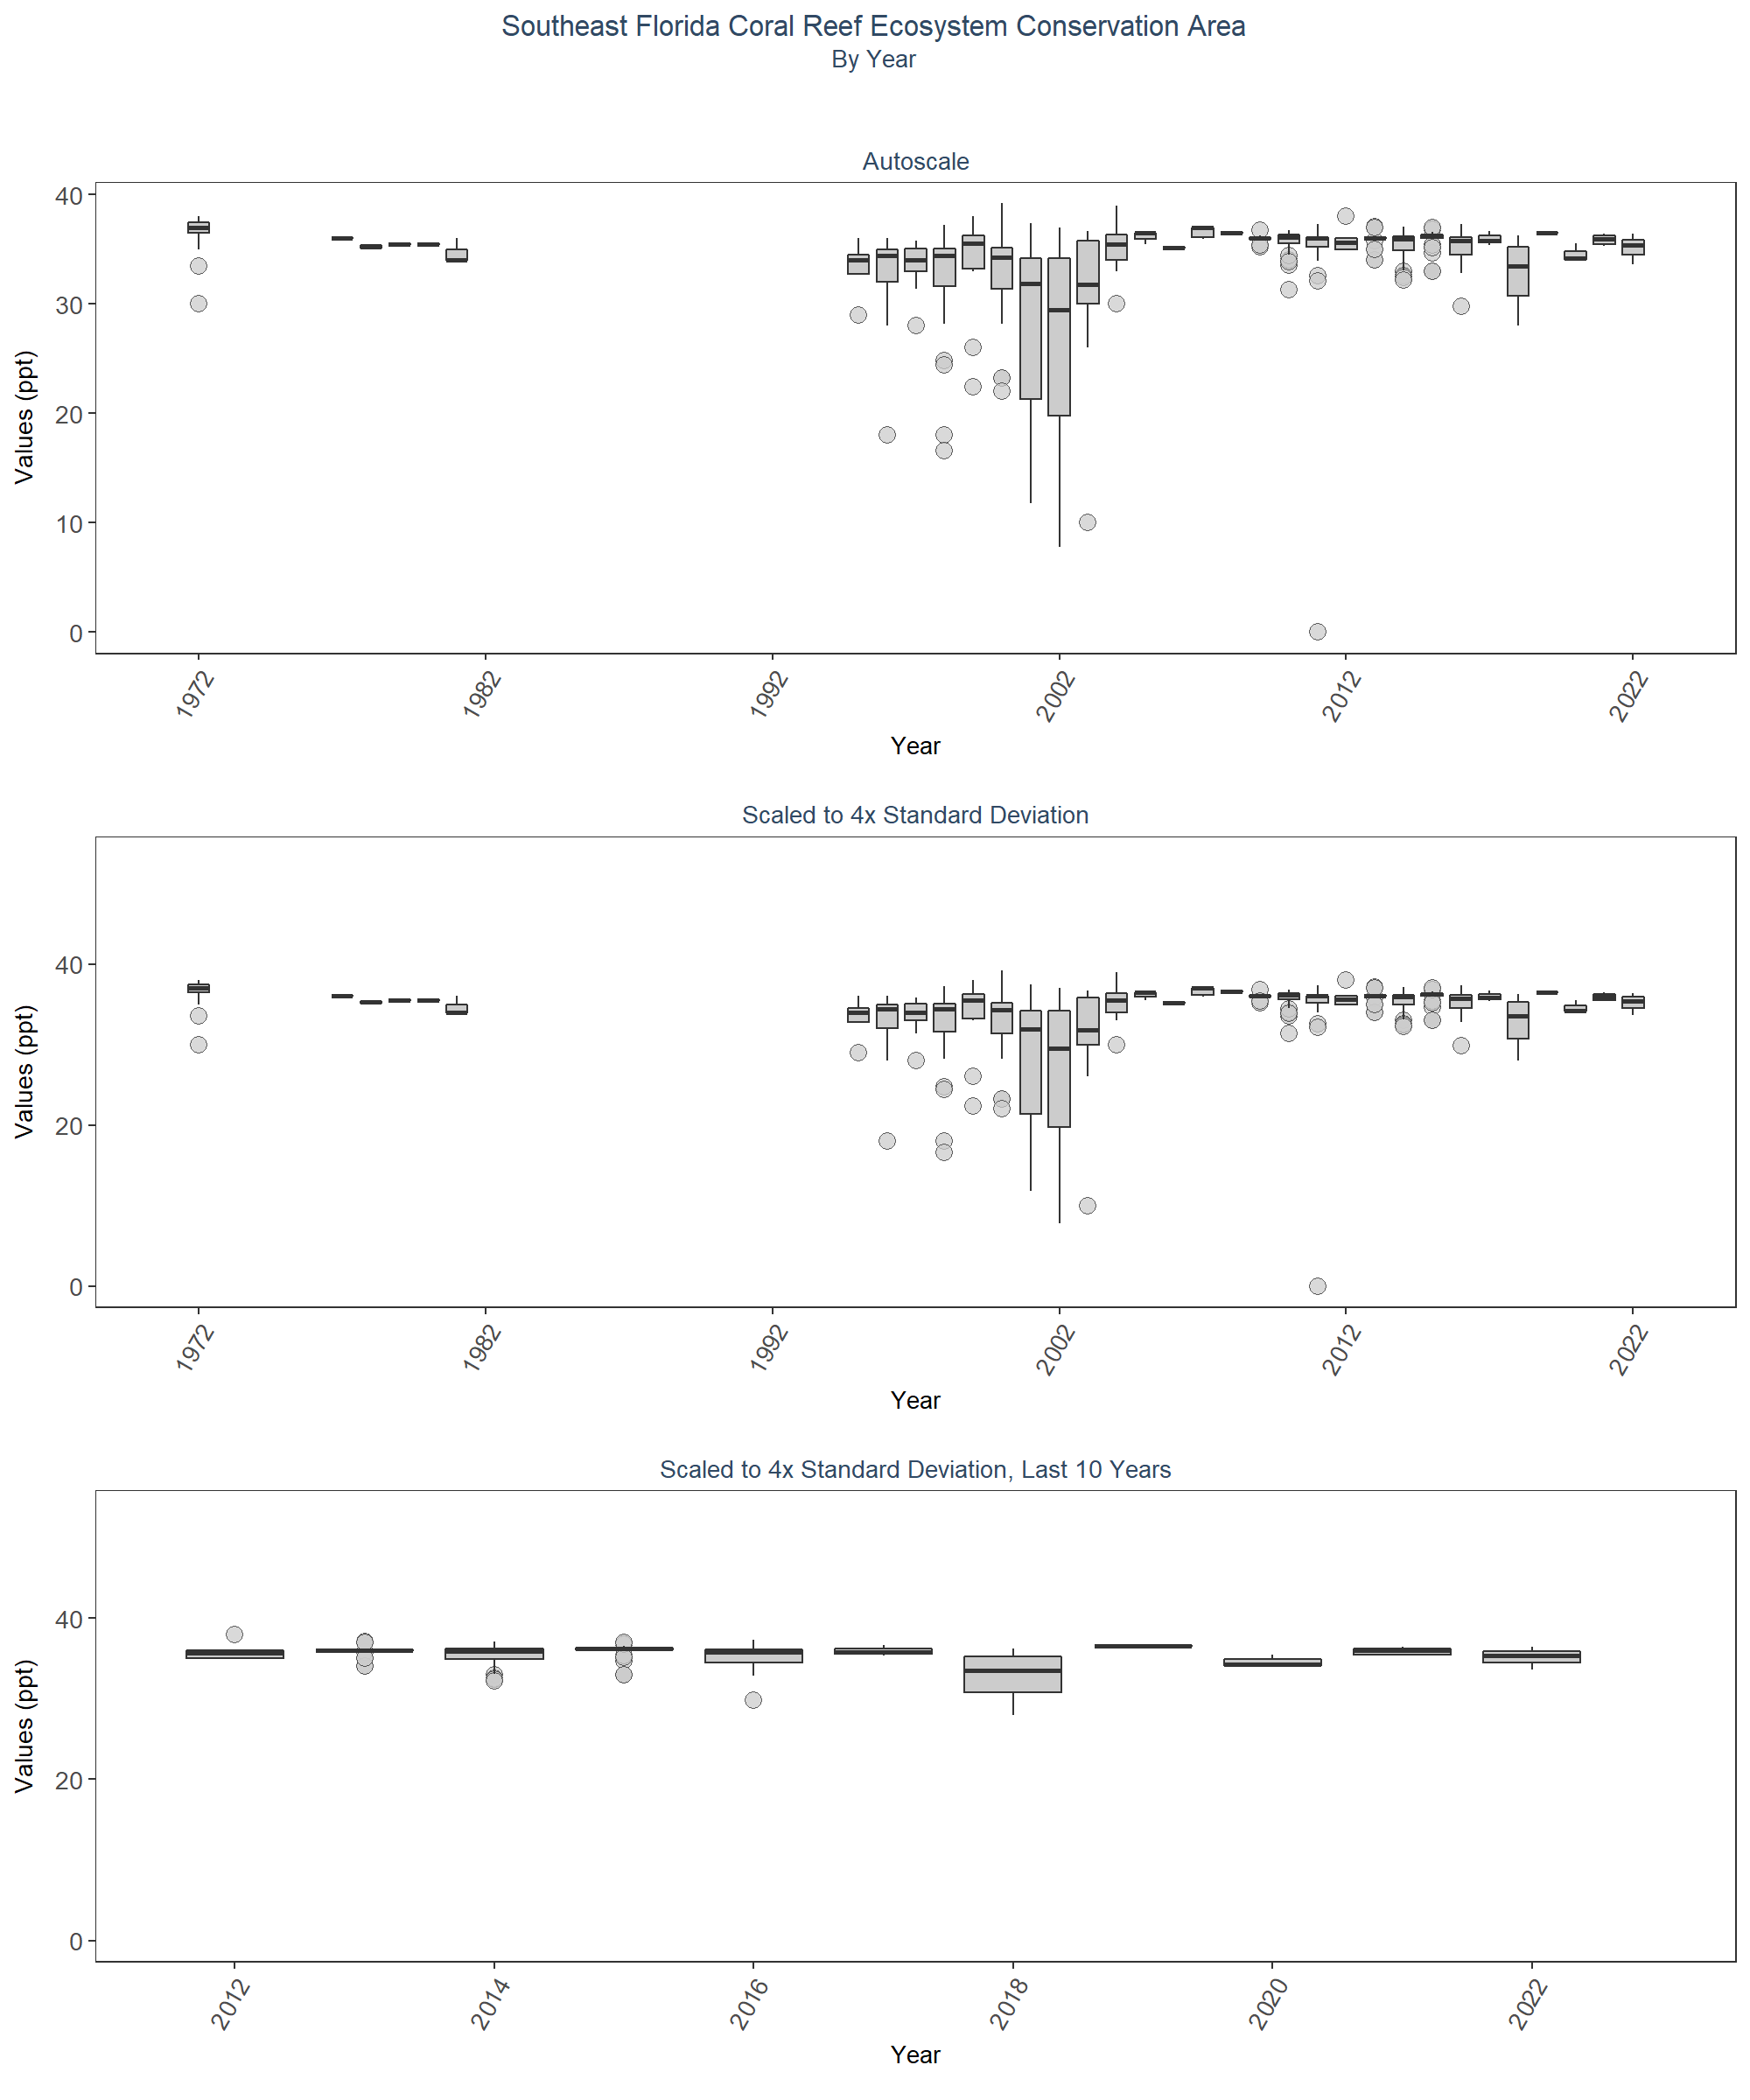 Southeast Florida Coral Reef Ecosystem Conservation Area
By Year
Autoscale
Values (ppt)
40
30
20
10
0
1972
1982
1992
2002
2012
2022
Year
Scaled to 4x Standard Deviation
Values (ppt)
40
20
0
1972
1982
1992
2002
2012
2022
Year
Scaled to 4x Standard Deviation, Last 10 Years
Values (ppt)
40
20
0
2012
2014
2016
2018
2020
2022
Year